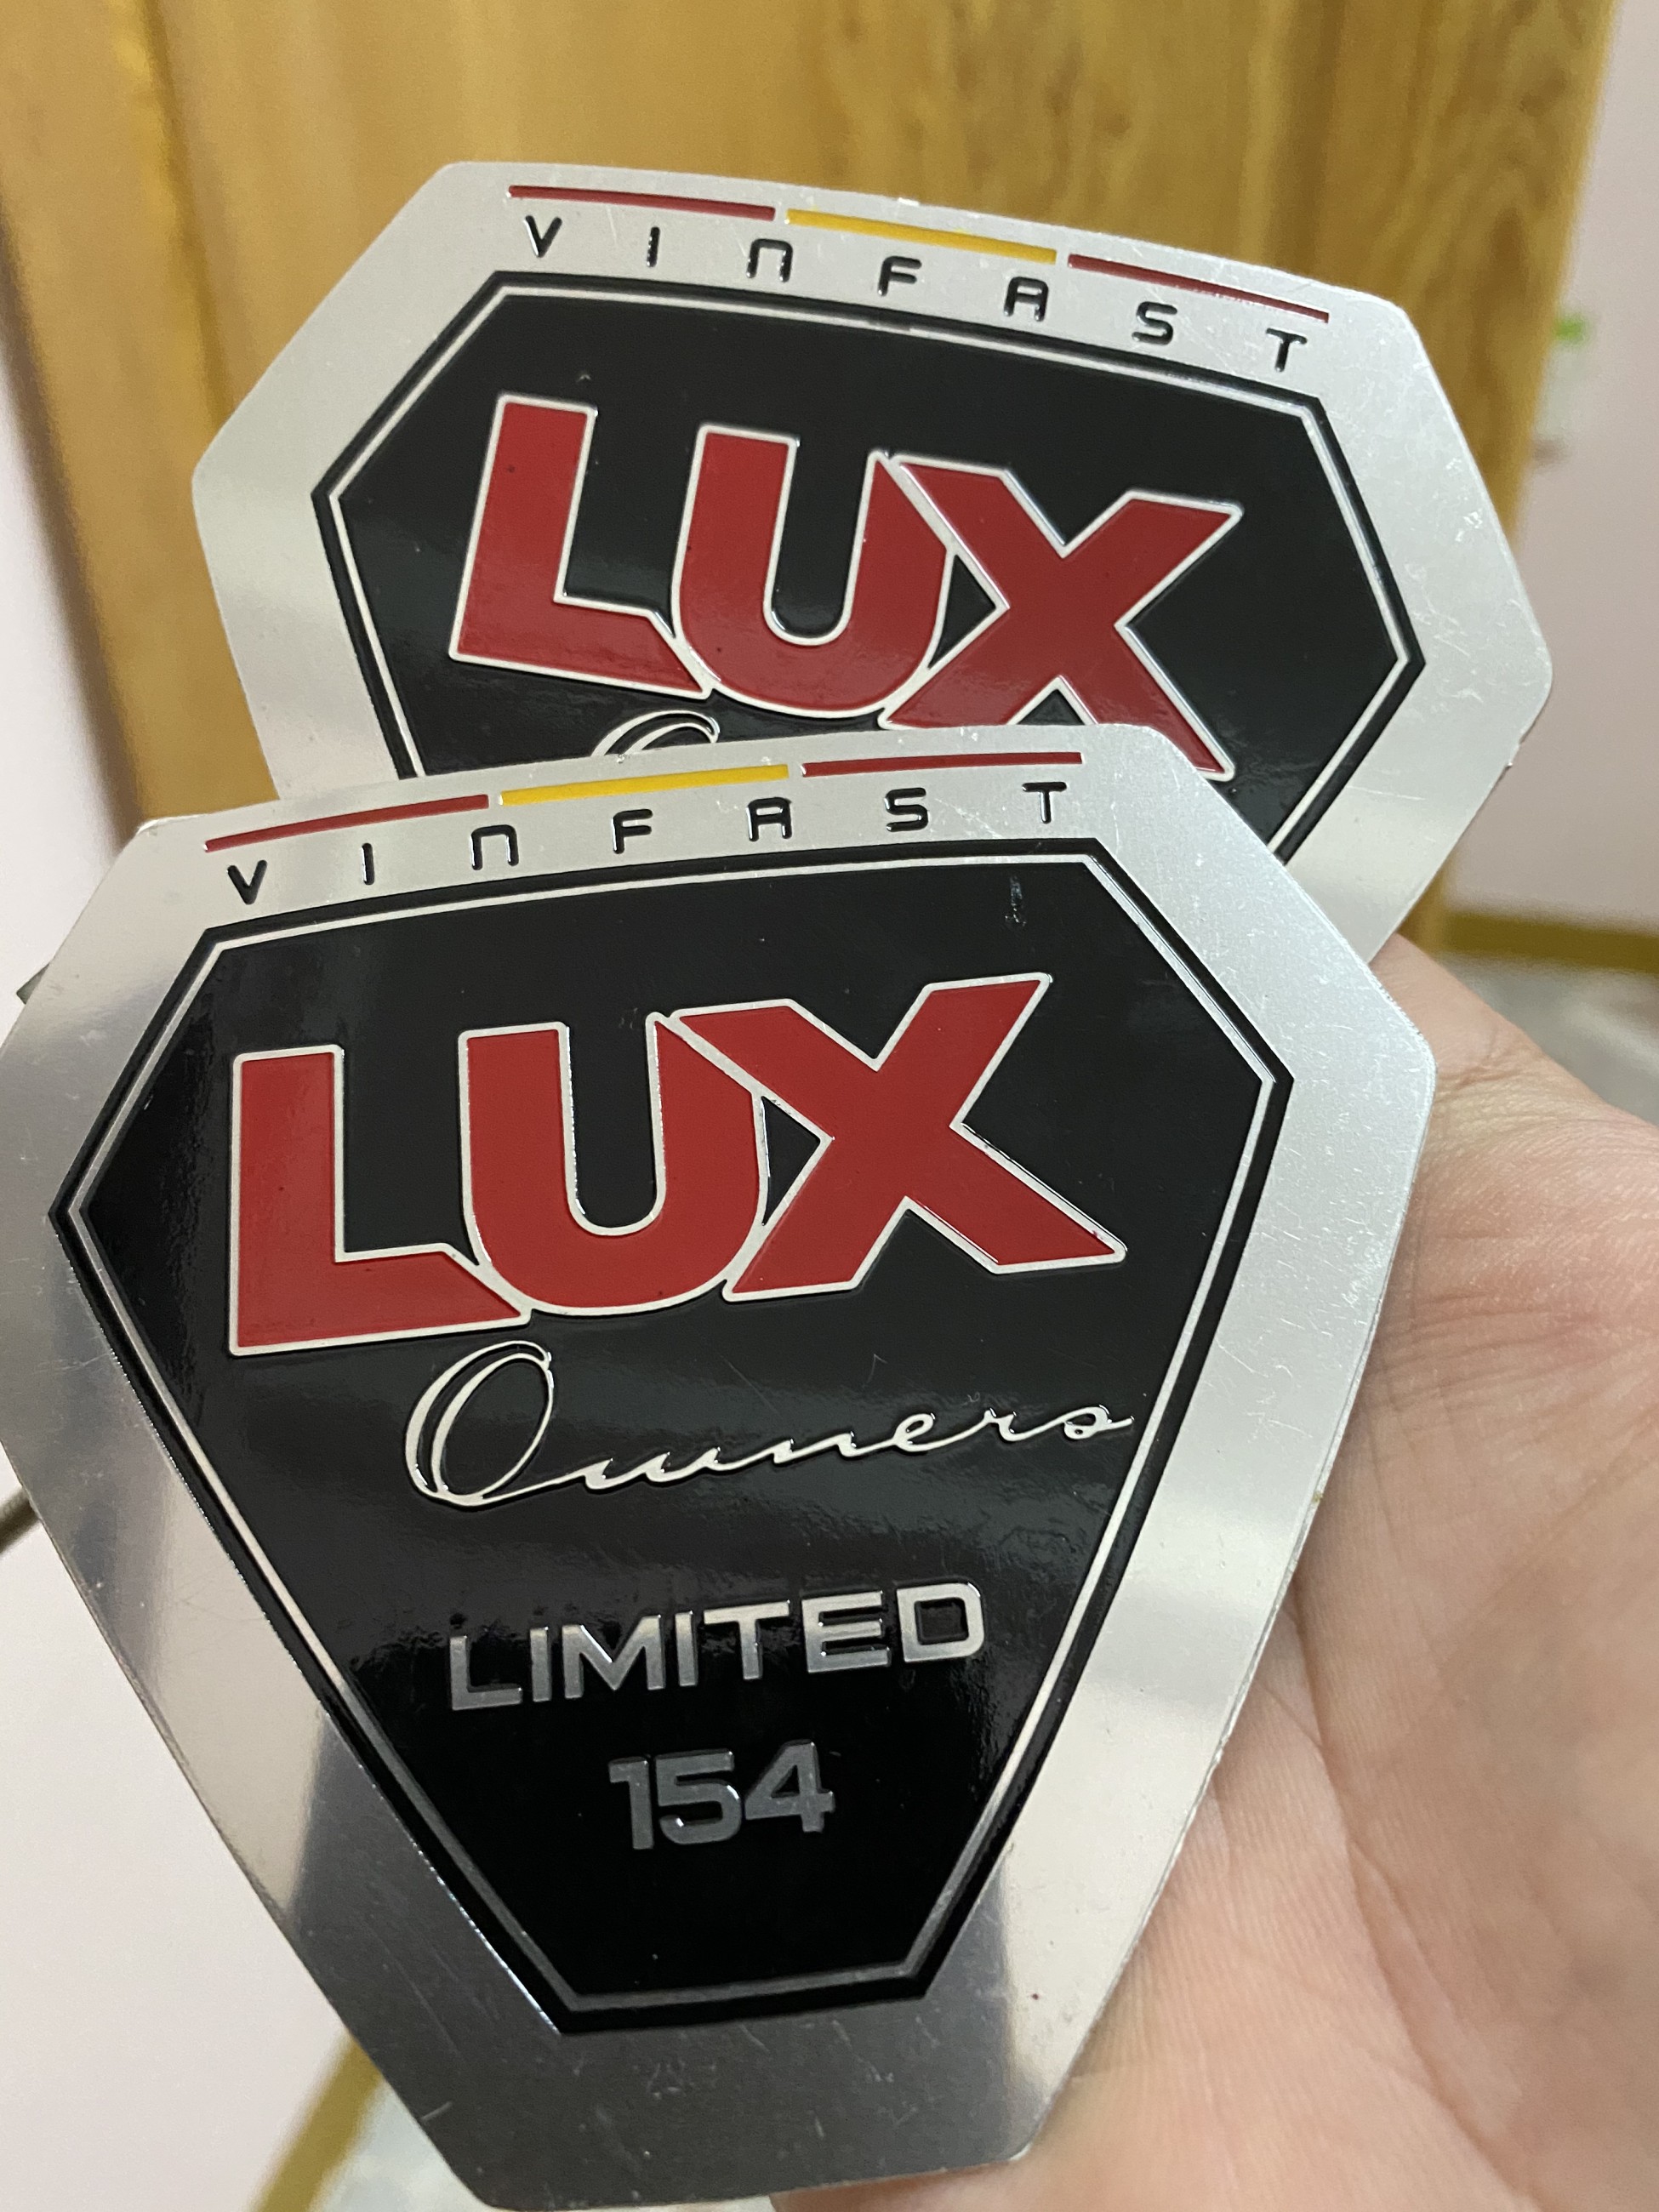 VINFAST
LUX
VINFAST
LUX
Owners
LIMITED
154